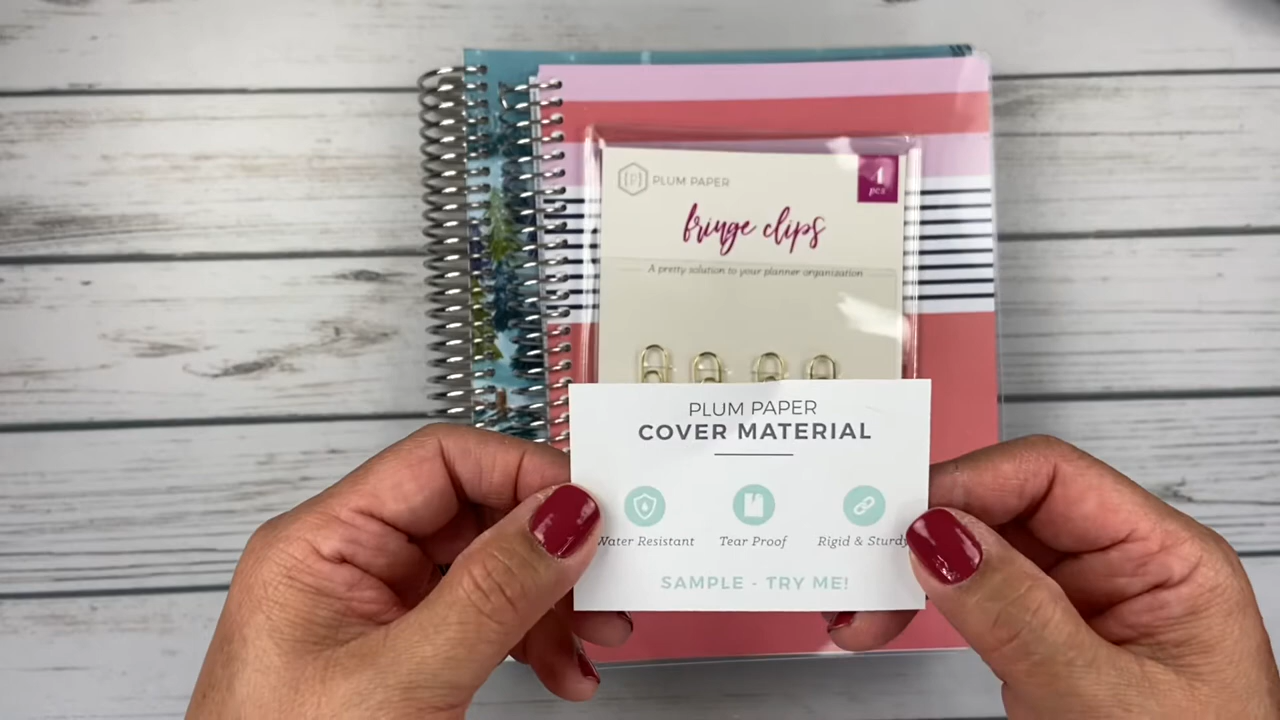 PLUM PAPER
4
pcs
fringe clips
A pretty solution to your planner organization
PLUM PAPER
COVER MATERIAL
Water Resistant Tear Proof Rigid & Sturdy
SAMPLE - TRY ME!